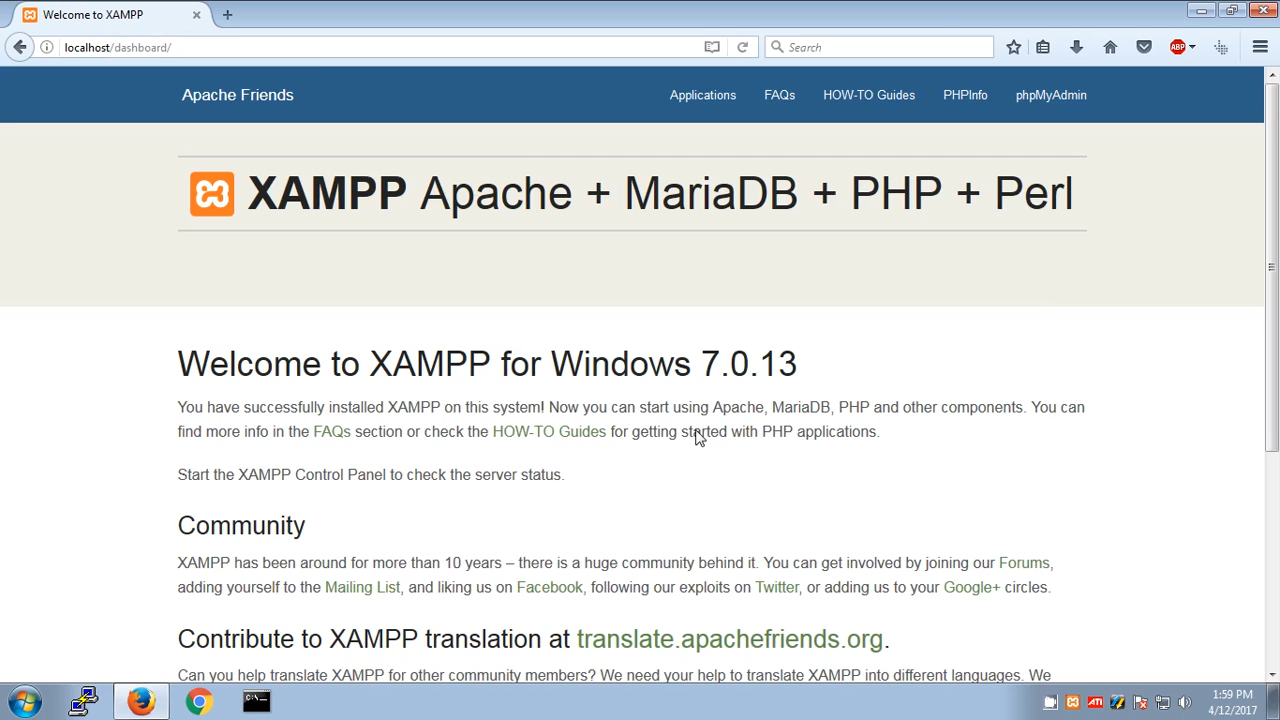 Welcome to XAMPP
localhost/dashboard/
Search
ABP
Apache Friends
Applications
FAQs
HOW-TO Guides
PHPInfo
phpMyAdmin
XAMPP Apache + MariaDB + PHP + Perl
Welcome to XAMPP for Windows 7.0.13
You have successfully installed XAMPP on this system! Now you can start using Apache, MariaDB, PHP and other components. You can
find more info in the FAQs section or check the HOW-TO Guides for getting started with PHP applications.
Start the XAMPP Control Panel to check the server status.
Community
XAMPP has been around for more than 10 years – there is a huge community behind it. You can get involved by joining our Forums,
adding yourself to the Mailing List, and liking us on Facebook, following our exploits on Twitter, or adding us to your Google+ circles.
Contribute to XAMPP translation at translate.apachefriends.org.
Can you help translate XAMPP for other community members? We need your help to translate XAMPP into different languages. We
C:\_
ATI
1:59 PM
4/12/2017